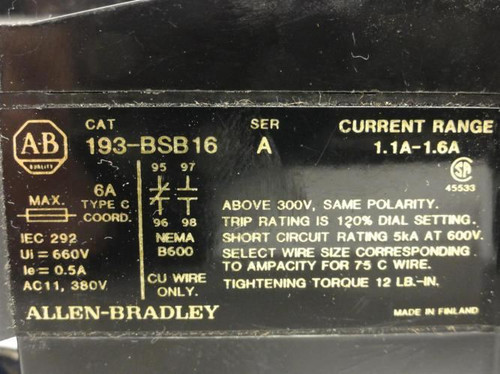 A-B
QUALITY
CAT
193-BSB16
SER
A
CURRENT RANGE
1.1A-1.6A
SA
45533
MAX.
6A
TYPE C
COORD.
95 97
96 98
IEC 292
Ui = 660V
Ie = 0.5A
AC11, 380V
NEMA
B600
CU WIRE
ONLY.
ABOVE 300V, SAME POLARITY.
TRIP RATING IS 120% DIAL SETTING.
SHORT CIRCUIT RATING 5kA AT 600V.
SELECT WIRE SIZE CORRESPONDING
TO AMPACITY FOR 75 C WIRE.
TIGHTENING TORQUE 12 LB.-IN.
ALLEN-BRADLEY
MADE IN FINLAND